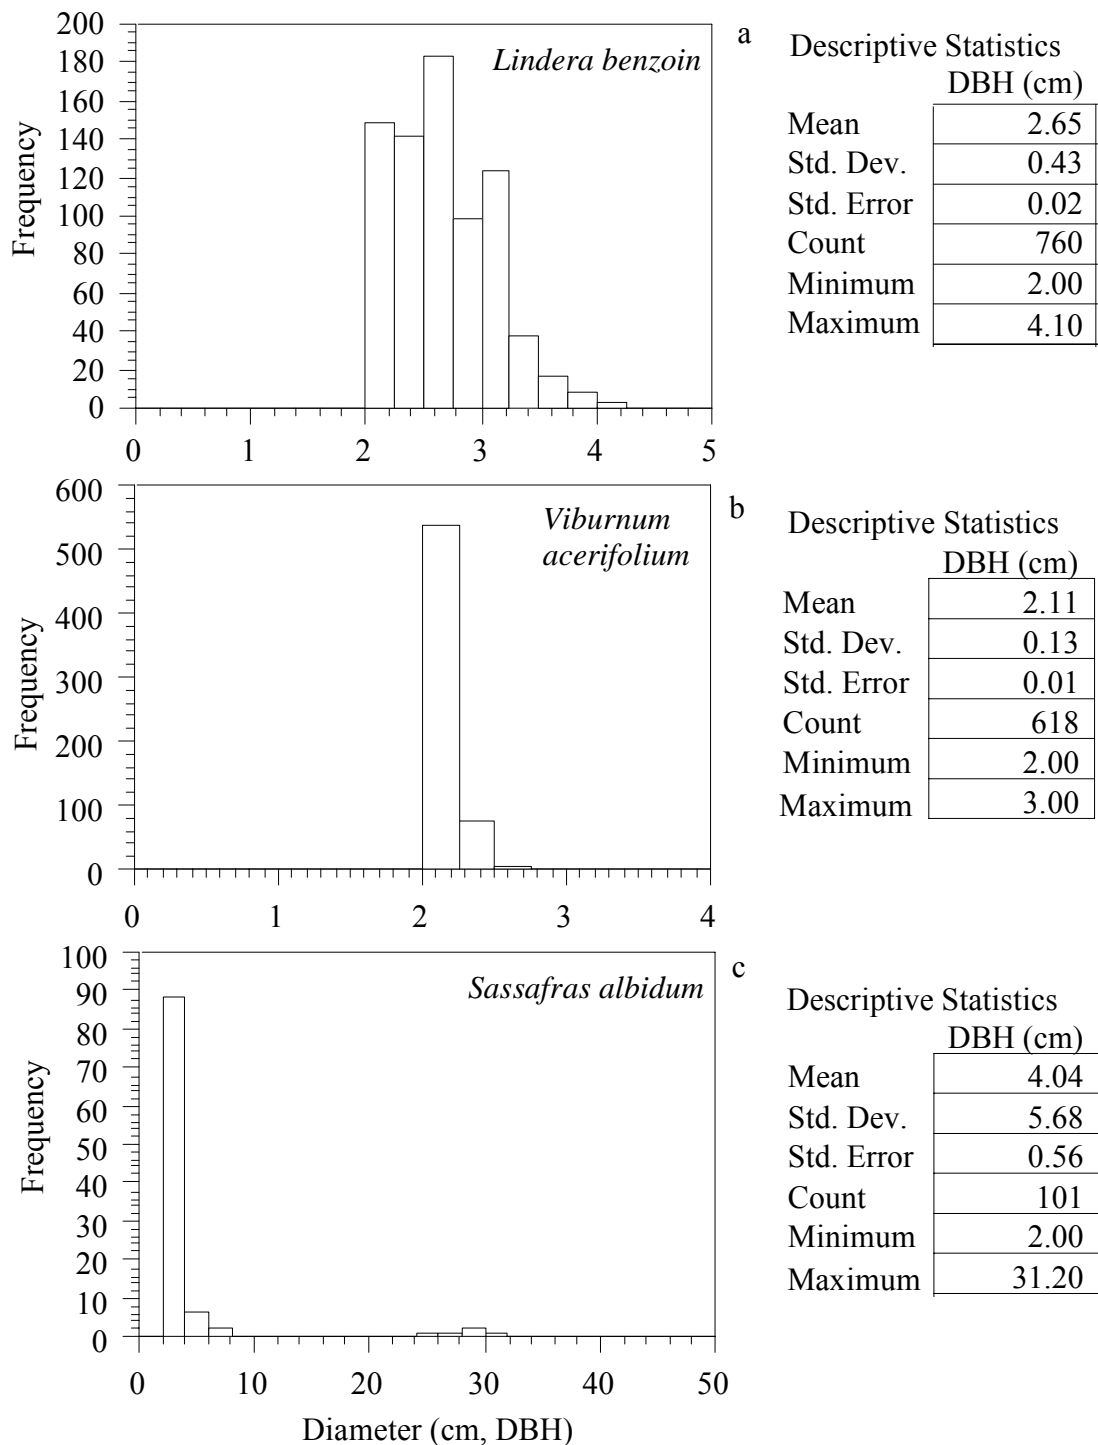 200
180
160
140
120
100
80
60
40
20
0
Frequency
Lindera benzoin
0 1 2 3 4 5
a
Descriptive Statistics
DBH (cm)
Mean 2.65
Std. Dev. 0.43
Std. Error 0.02
Count 760
Minimum 2.00
Maximum 4.10
600
500
400
300
200
100
0
Frequency
Viburnum
acerifolium
0 1 2 3 4
b
Descriptive Statistics
DBH (cm)
Mean 2.11
Std. Dev. 0.13
Std. Error 0.01
Count 618
Minimum 2.00
Maximum 3.00
100
90
80
70
60
50
40
30
20
10
0
Frequency
Sassafras albidum
0 10 20 30 40 50
Diameter (cm, DBH)
c
Descriptive Statistics
DBH (cm)
Mean 4.04
Std. Dev. 5.68
Std. Error 0.56
Count 101
Minimum 2.00
Maximum 31.20